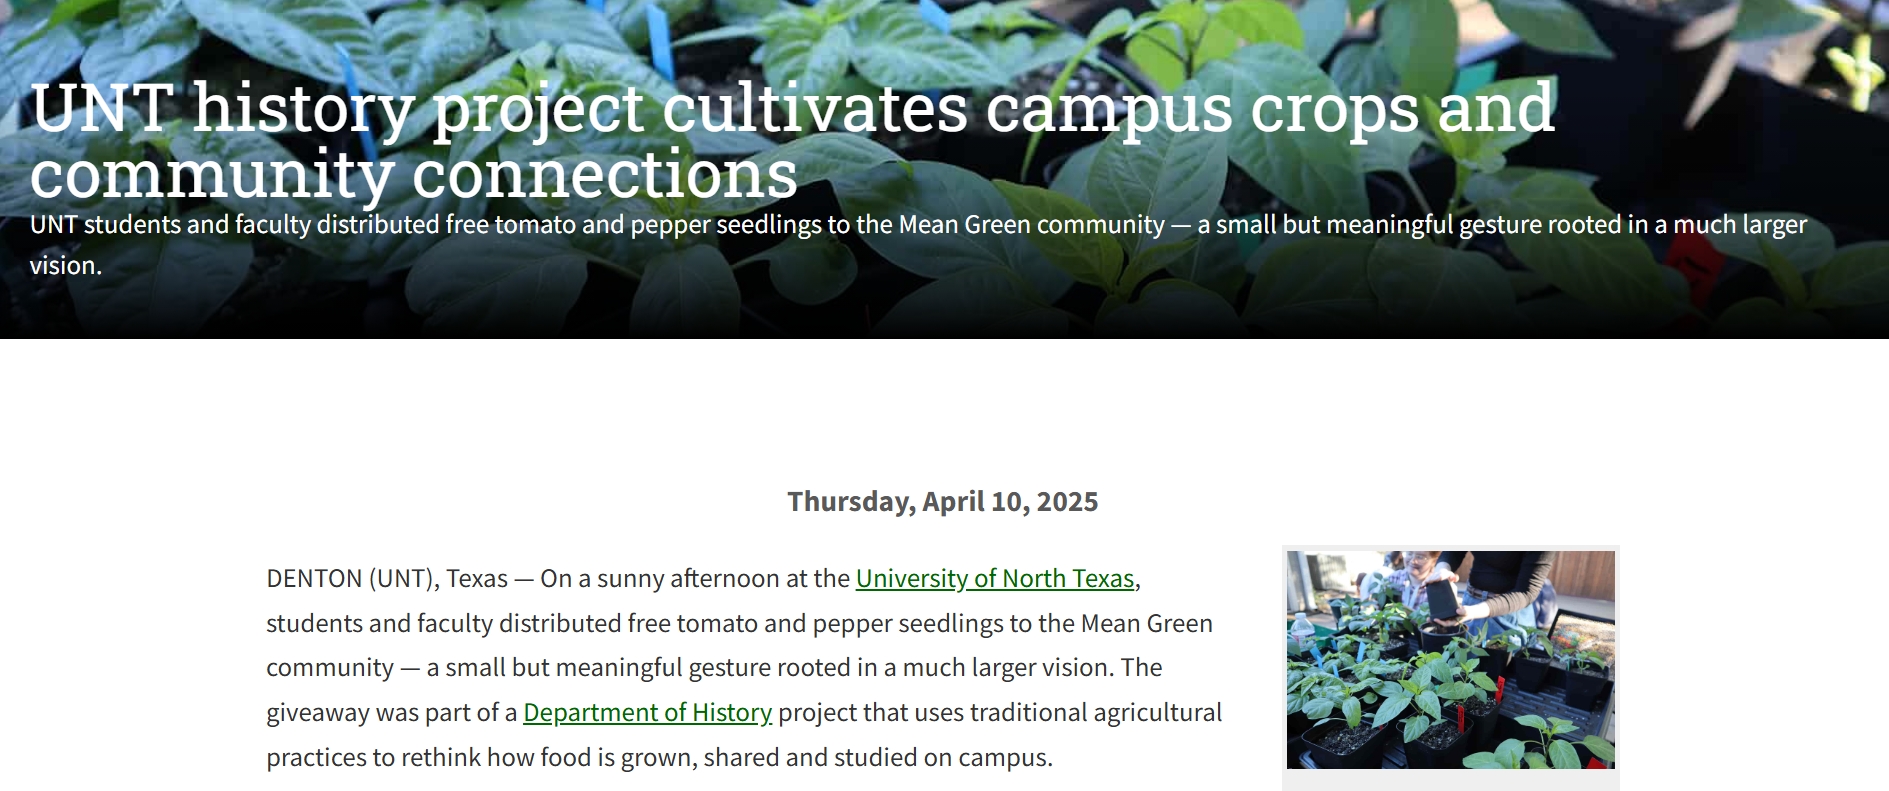 UNT history project cultivates campus crops and
community connections
UNT students and faculty distributed free tomato and pepper seedlings to the Mean Green community — a small but meaningful gesture rooted in a much larger
vision.
Thursday, April 10, 2025
DENTON (UNT), Texas — On a sunny afternoon at the University of North Texas,
students and faculty distributed free tomato and pepper seedlings to the Mean Green
community — a small but meaningful gesture rooted in a much larger vision. The
giveaway was part of a Department of History project that uses traditional agricultural
practices to rethink how food is grown, shared and studied on campus.